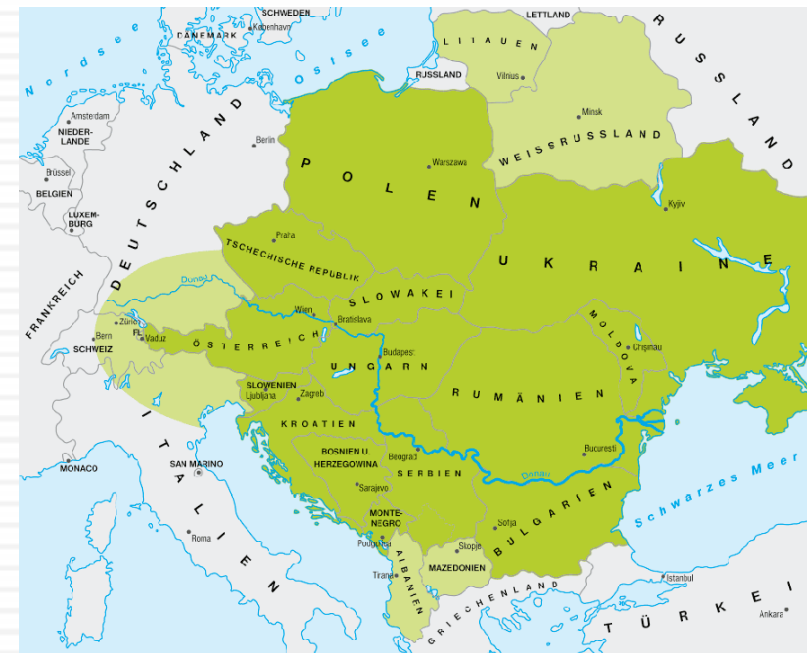 SCHWEDEN
København
DÄNEMARK
LETTLAND
RUSSLAND
Nordsee
Ostsee
LITAUEN
Vilnius
RUSSLAND
Minsk
WEISSRUSSLAND
Amsterdam
NIEDER-
LANDE
Berlin
DEUTSCHLAND
Brüssel
BELGIEN
LUXEM-
BURG
POLEN
Warszawa
Kyjiv
UKRAINE
Praha
TSCHECHISCHE REPUBLIK
FRANKREICH
Donau
SLOWAKEI
Wien
Bratislava
Zürich
FL
Vaduz
Bern
SCHWEIZ
ÖSTERREICH
Budapest
UNGARN
MOLDOVA
Chişinau
SLOWENIEN
Ljubljana
Zagreb
RUMÄNIEN
KROATIEN
ITALIEN
BOSNIEN U.
HERZEGOWINA
Beograd
SERBIEN
Bucuresti
Donau
MONACO
SAN MARINO
Sarajevo
Schwarzes Meer
MONTE-
NEGRO
Podgorica
BULGARIEN
Sofja
Roma
Skopje
MAZEDONIEN
Tirana
ALBANIEN
GRIECHENLAND
Istanbul
TÜRKEI
Ankara